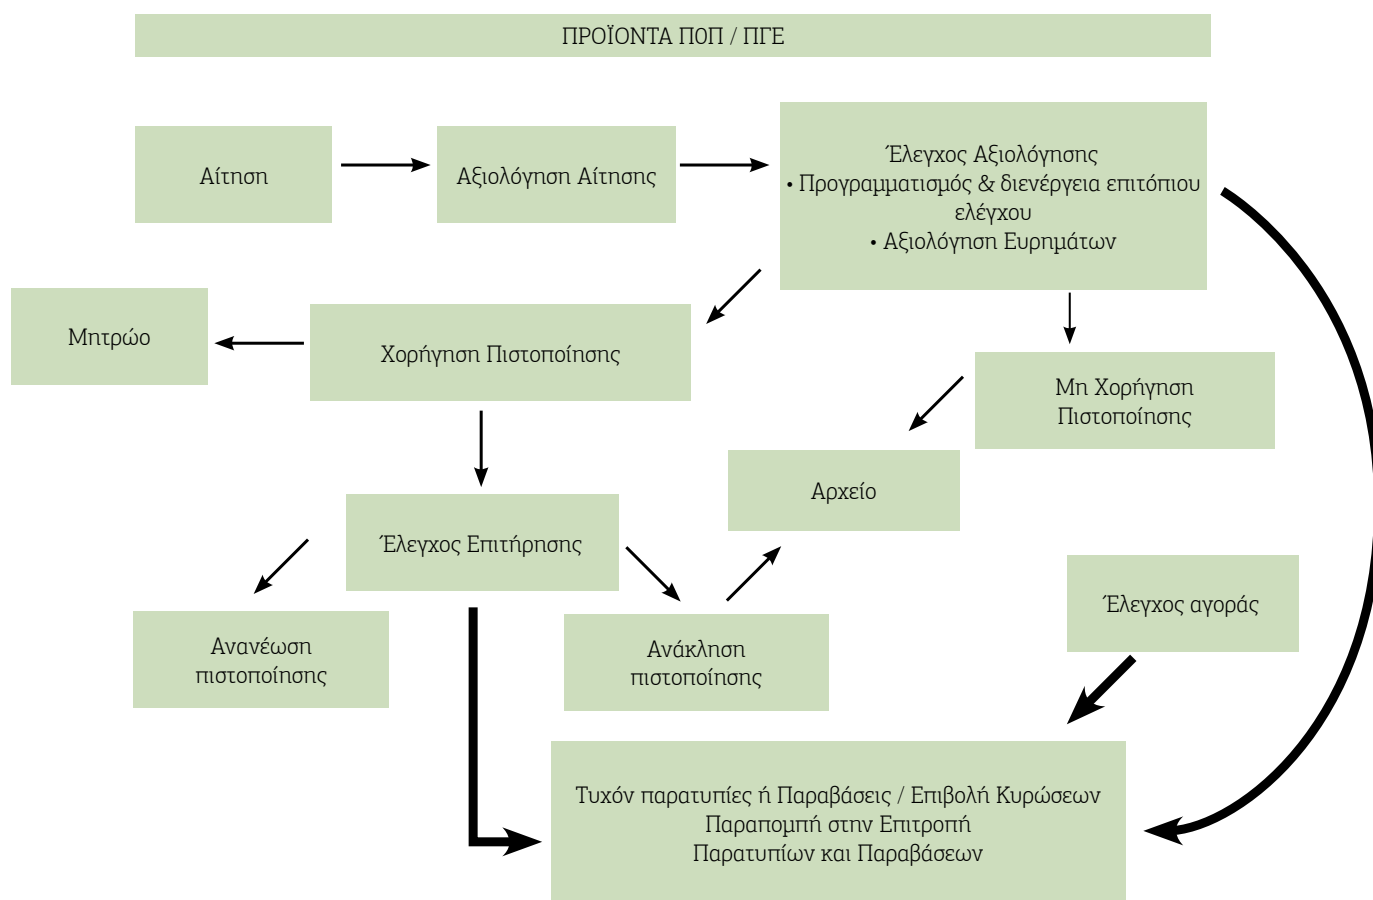 ΠΡΟΪΟΝΤΑ ΠΟΠ / ΠΓΕ
Αίτηση
Αξιολόγηση Αίτησης
Έλεγχος Αξιολόγησης
• Προγραμματισμός & διενέργεια επιτόπιου
ελέγχου
• Αξιολόγηση Ευρημάτων
Μητρώο
Χορήγηση Πιστοποίησης
Μη Χορήγηση
Πιστοποίησης
Αρχείο
Έλεγχος Επιτήρησης
Έλεγχος αγοράς
Ανανέωση
πιστοποίησης
Ανάκληση
πιστοποίησης
Τυχόν παρατυπίες ή Παραβάσεις / Επιβολή Κυρώσεων
Παραπομπή στην Επιτροπή
Παρατυπίων και Παραβάσεων